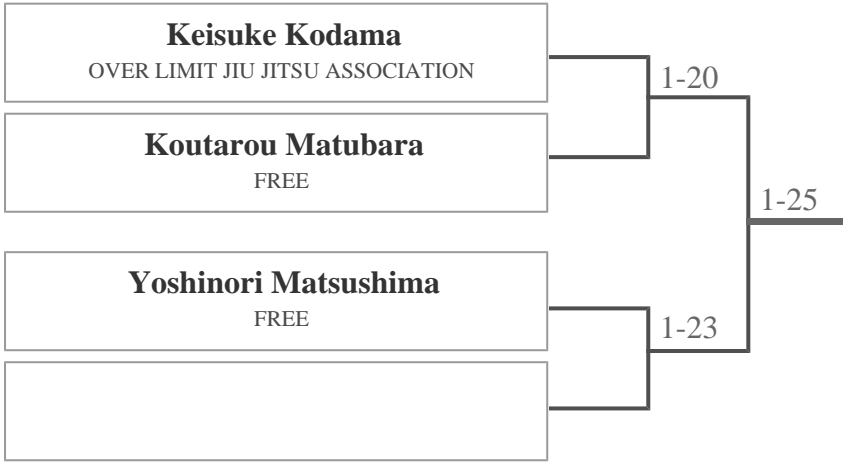 Keisuke Kodama
OVER LIMIT JIU JITSU ASSOCIATION
1-20
Koutarou Matubara
FREE
1-25
Yoshinori Matsushima
FREE
1-23